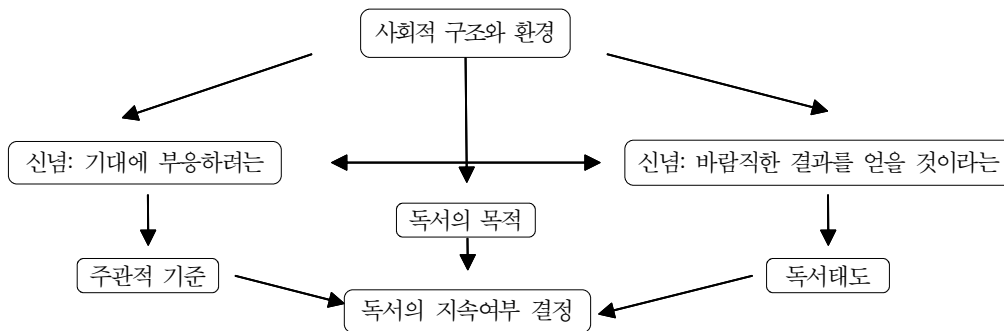 사회적 구조와 환경
신념: 기대에 부응하려는
신념: 바람직한 결과를 얻을 것이라는
독서의 목적
주관적 기준
독서태도
독서의 지속여부 결정